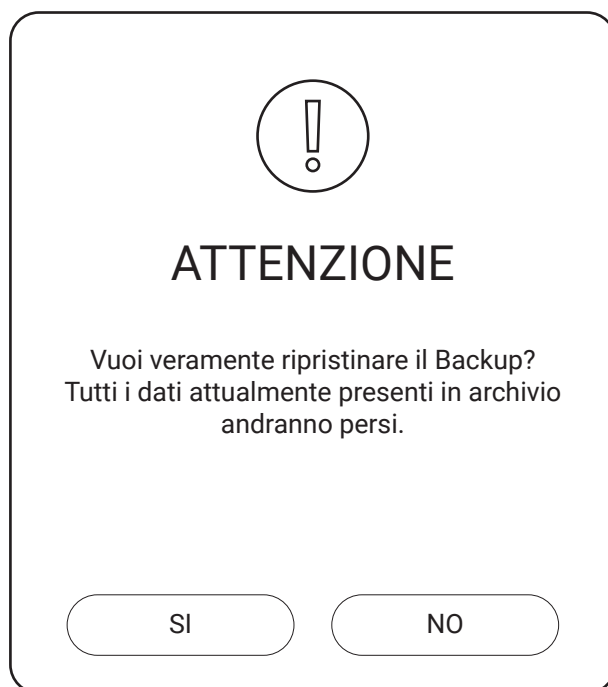 ATTENZIONE
Vuoi veramente ripristinare il Backup?
Tutti i dati attualmente presenti in archivio
andranno persi.
SI
NO